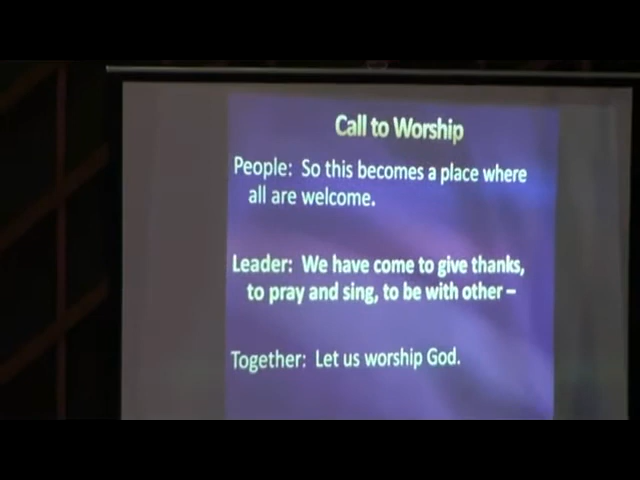 Call to Worship
People: So this becomes a place where
all are welcome.
Leader: We have come to give thanks,
to pray and sing, to be with other –
Together: Let us worship God.